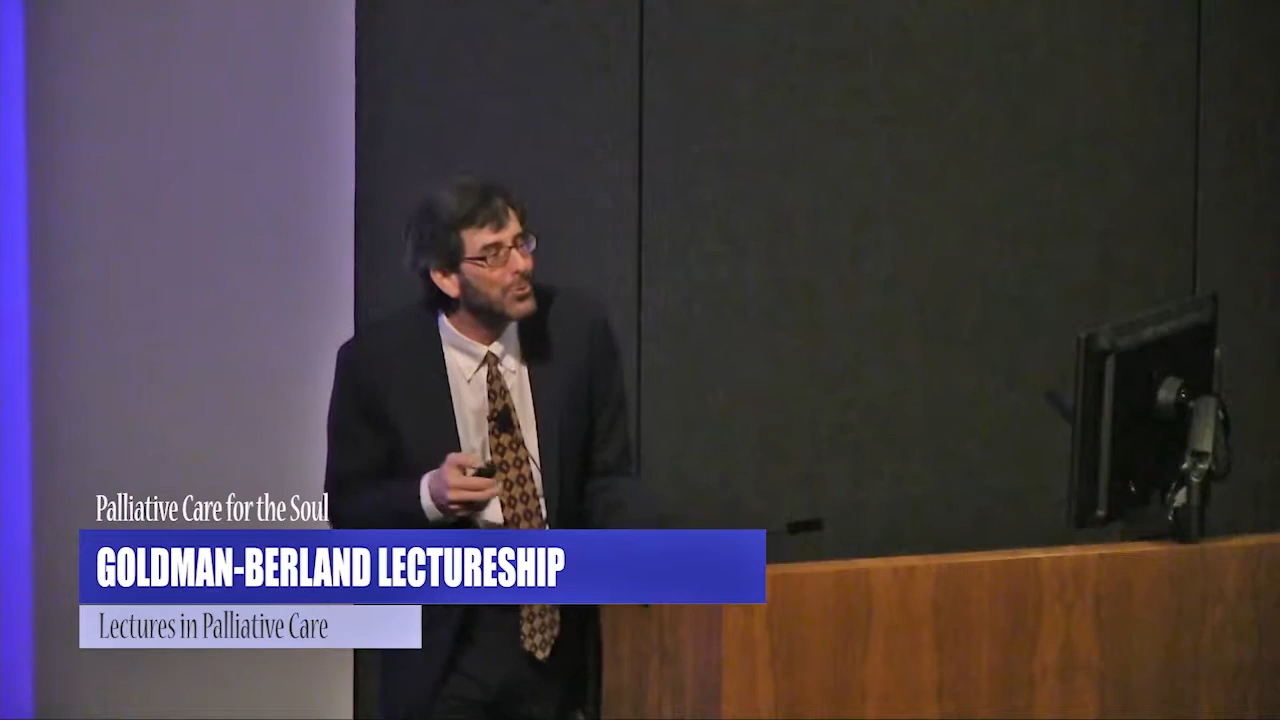 Palliative Care for the Soul
GOLDMAN-BERLAND LECTURESHIP
Lectures in Palliative Care